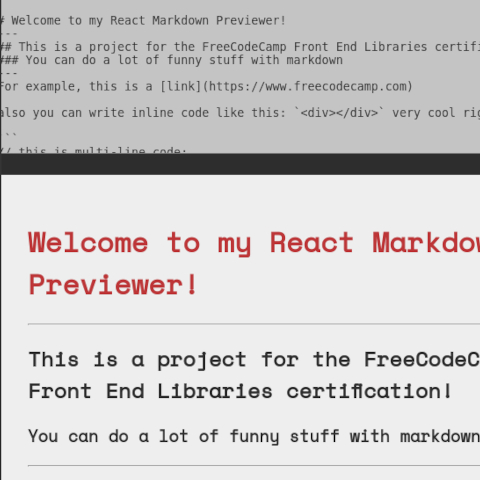 # Welcome to my React Markdown Previewer!
---
## This is a project for the FreeCodeCamp Front End Libraries certifi
### You can do a lot of funny stuff with markdown
---
For example, this is a [link](https://www.freecodecamp.com)
also you can write inline code like this: `<div></div>` very cool rig
``
// this is multi-line code:
Welcome to my React Markdow
Previewer!
This is a project for the FreeCodeC
Front End Libraries certification!
You can do a lot of funny stuff with markdown